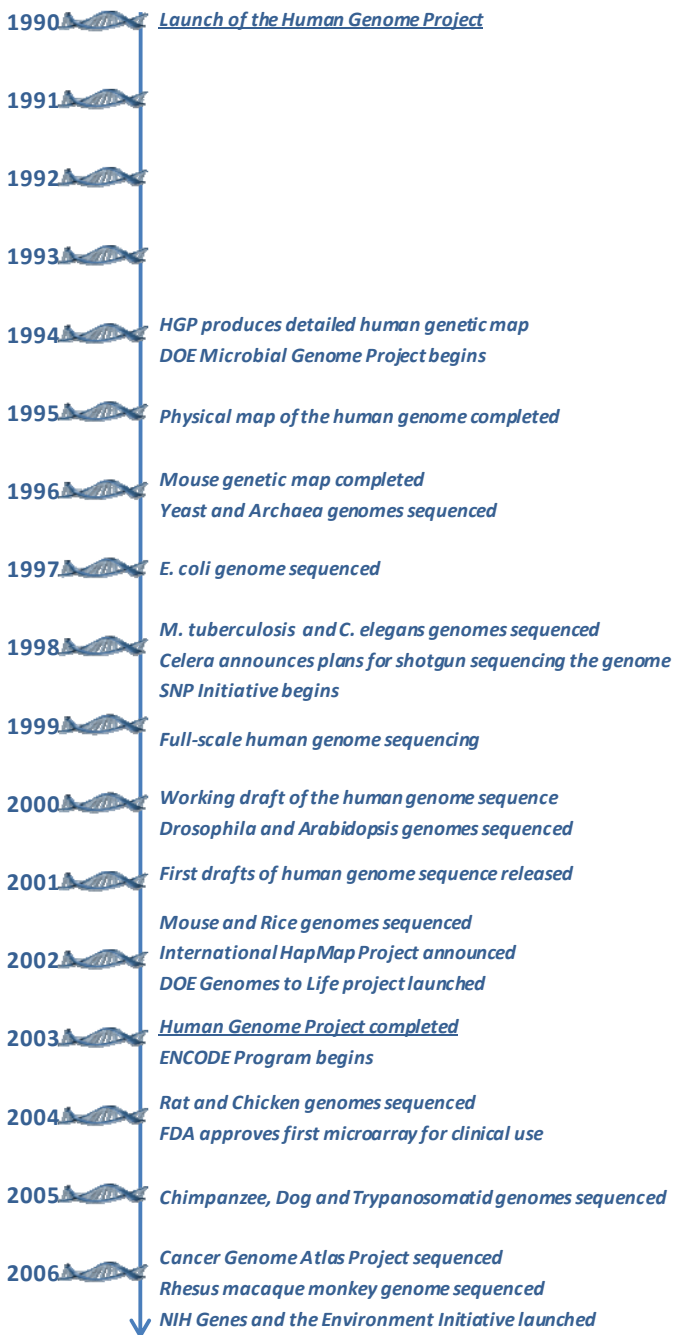 1990 Launch of the Human Genome Project
1991
1992
1993
1994 HGP produces detailed human genetic map
DOE Microbial Genome Project begins
1995 Physical map of the human genome completed
1996 Mouse genetic map completed
Yeast and Archaea genomes sequenced
1997 E. coli genome sequenced
1998 M. tuberculosis and C. elegans genomes sequenced
Celera announces plans for shotgun sequencing the genome
SNP Initiative begins
1999 Full-scale human genome sequencing
2000 Working draft of the human genome sequence
Drosophila and Arabidopsis genomes sequenced
2001 First drafts of human genome sequence released
Mouse and Rice genomes sequenced
2002 International HapMap Project announced
DOE Genomes to Life project launched
2003 Human Genome Project completed
ENCODE Program begins
2004 Rat and Chicken genomes sequenced
FDA approves first microarray for clinical use
2005 Chimpanzee, Dog and Trypanosomatid genomes sequenced
2006 Cancer Genome Atlas Project sequenced
Rhesus macaque monkey genome sequenced
NIH Genes and the Environment Initiative launched